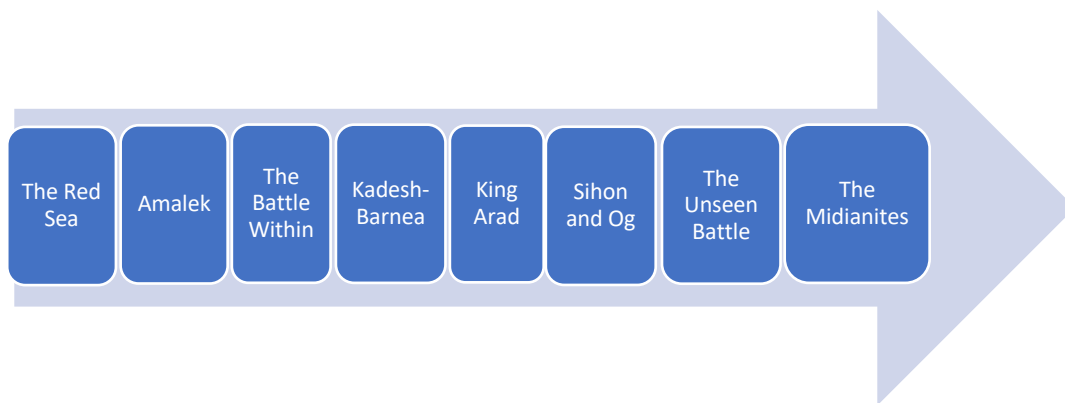 The Red
Sea
Amalek
The
Battle
Within
Kadesh-
Barnea
King
Arad
Sihon
and Og
The
Unseen
Battle
The
Midianites